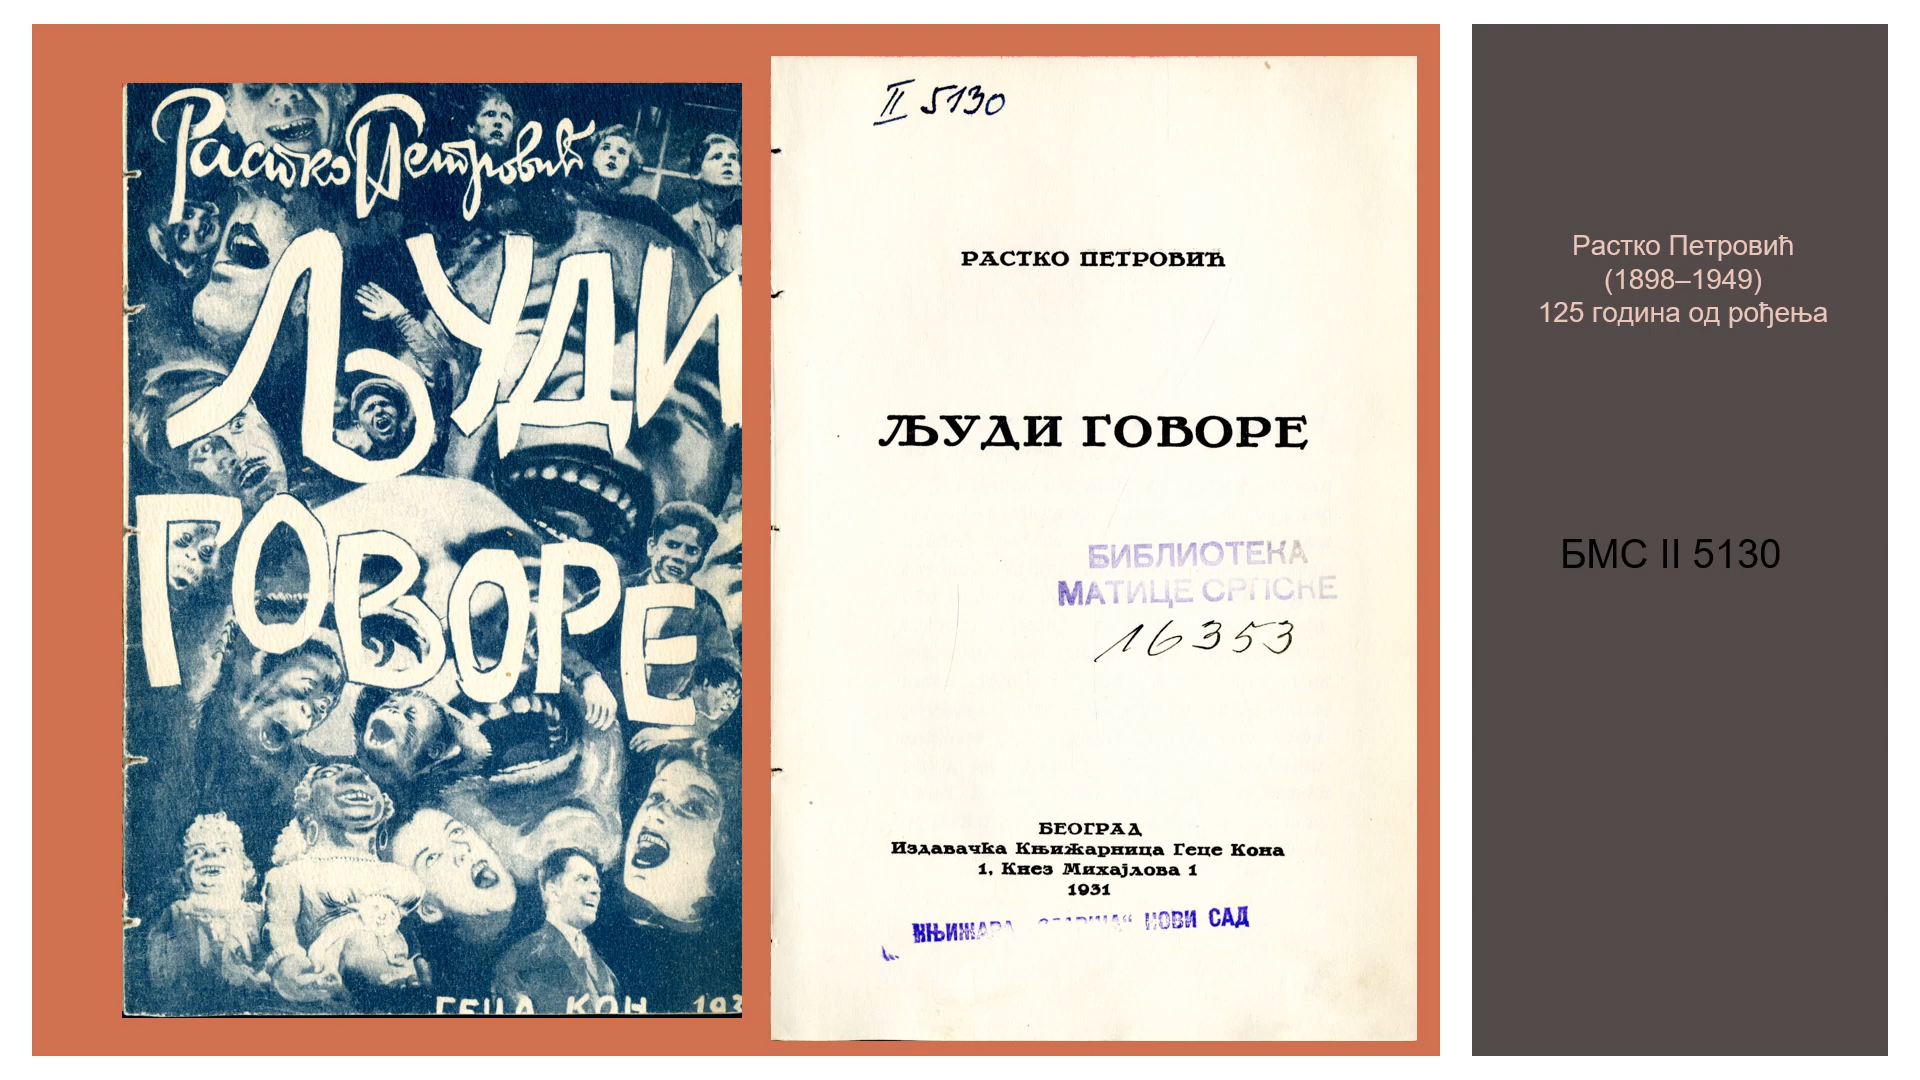 Растко Петровић
ЉУДИ
ГОВОРЕ
ГЕЦА КОН 193
II 5130
РАСТКО ПЕТРОВИЋ
ЉУДИ ГОВОРЕ
БИБЛИОТЕКА
МАТИЦЕ СРПСКЕ
16353
БЕОГРАД
Издавачка Књижарница Геце Кона
1, Кнез Михајлова 1
1931
КЊИЖАРА НОВИ САД
Растко Петровић
(1898–1949)
125 година од рођења
БМС II 5130